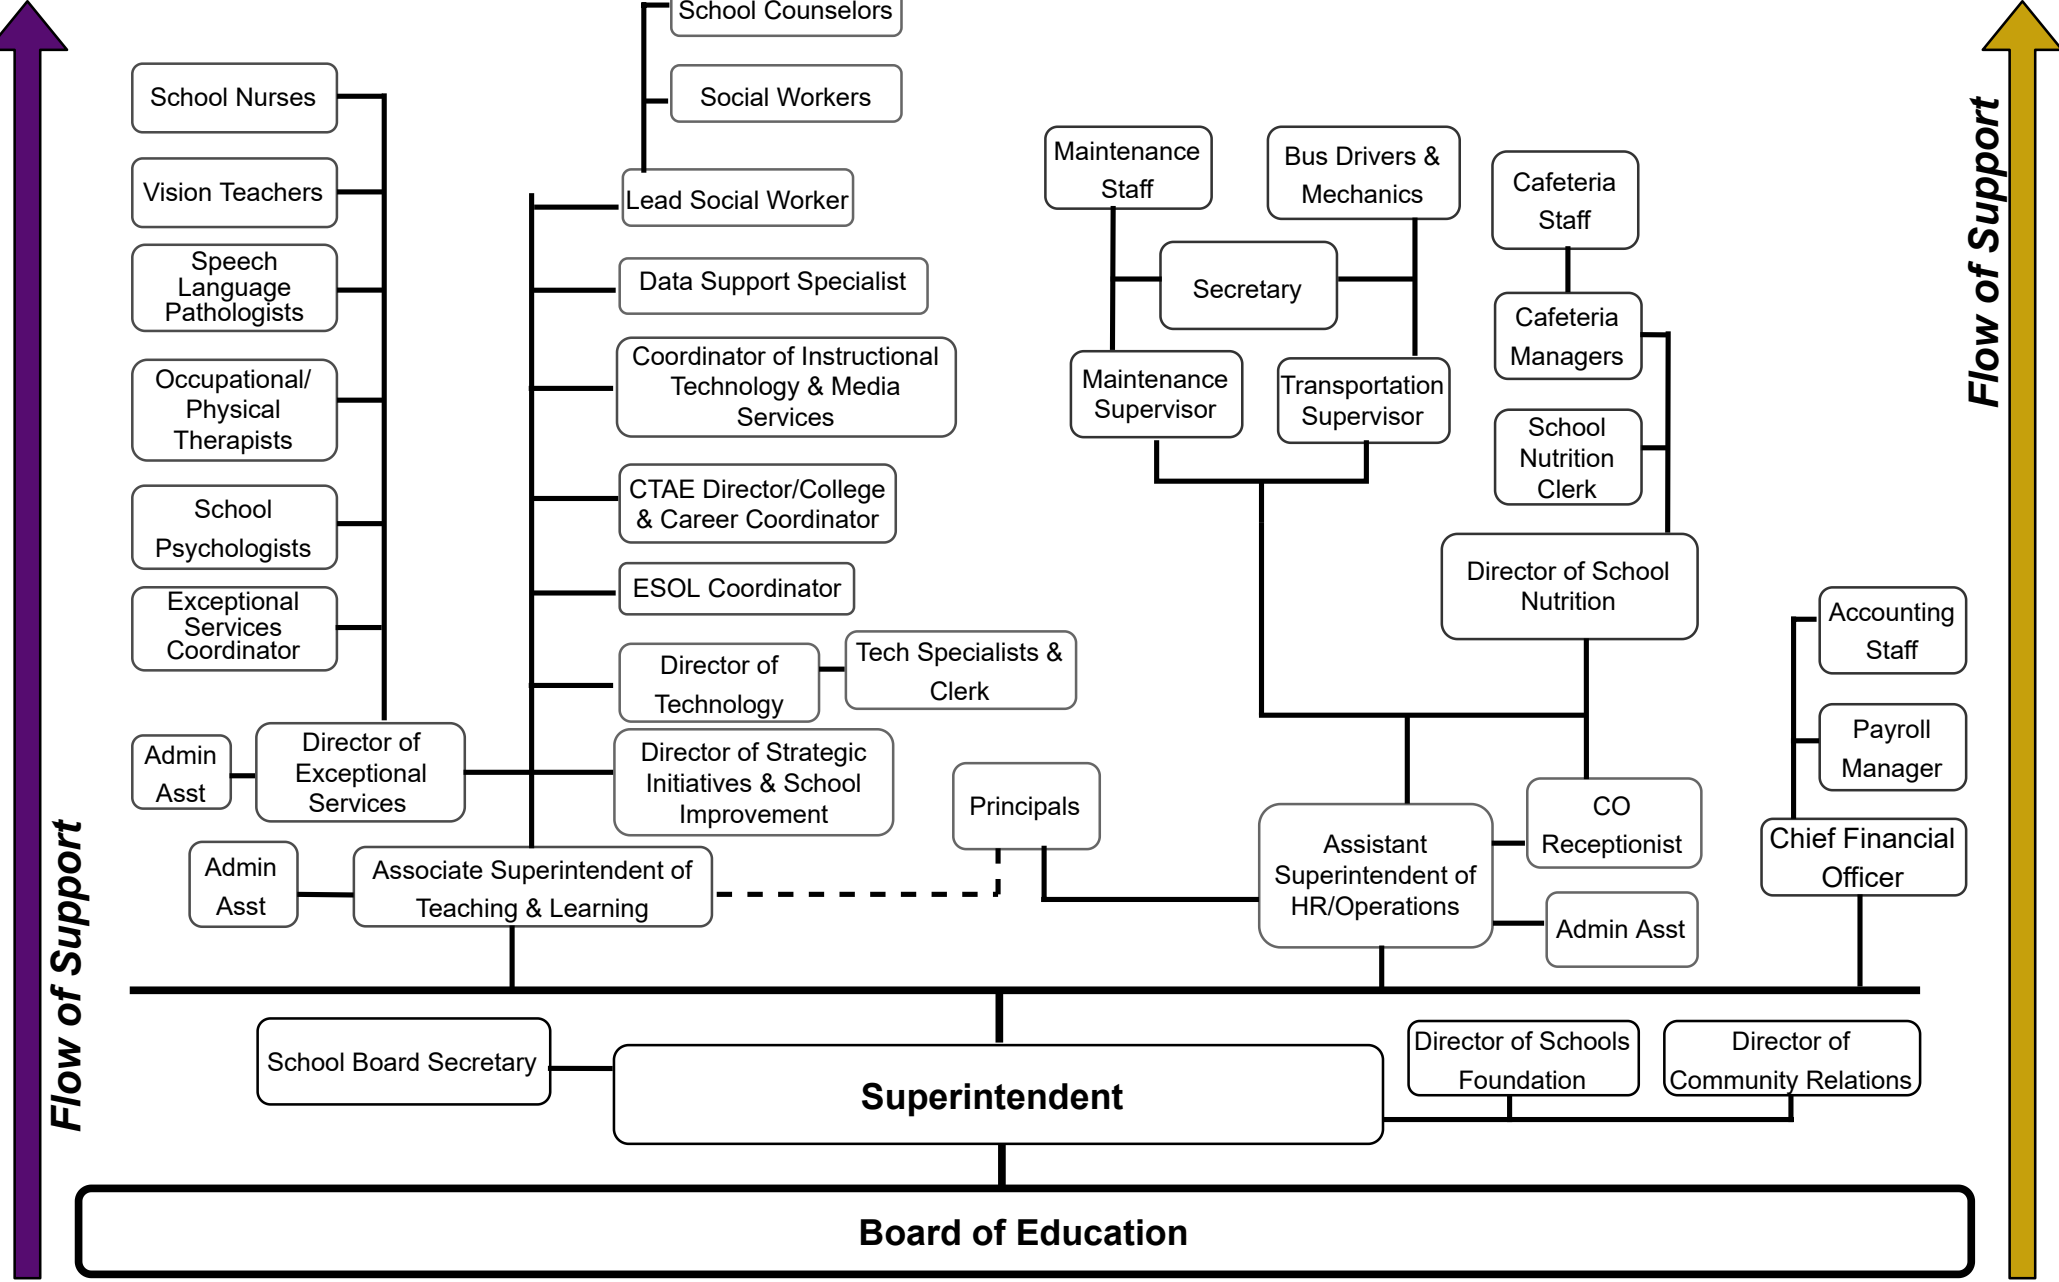 School Counselors
Social Workers
School Nurses
Vision Teachers
Speech
Language
Pathologists
Occupational/
Physical
Therapists
School
Psychologists
Exceptional
Services
Coordinator
Lead Social Worker
Data Support Specialist
Coordinator of Instructional
Technology & Media
Services
CTAE Director/College
& Career Coordinator
ESOL Coordinator
Director of
Technology
Tech Specialists &
Clerk
Director of Strategic
Initiatives & School
Improvement
Admin
Asst
Director of
Exceptional
Services
Admin
Asst
Associate Superintendent of
Teaching & Learning
Maintenance
Staff
Bus Drivers &
Mechanics
Secretary
Maintenance
Supervisor
Transportation
Supervisor
Cafeteria
Staff
Cafeteria
Managers
School
Nutrition
Clerk
Director of School
Nutrition
Principals
Assistant
Superintendent of
HR/Operations
CO
Receptionist
Admin Asst
Accounting
Staff
Payroll
Manager
Chief Financial
Officer
School Board Secretary
Superintendent
Director of Schools
Foundation
Director of
Community Relations
Board of Education
Flow of Support
Flow of Support